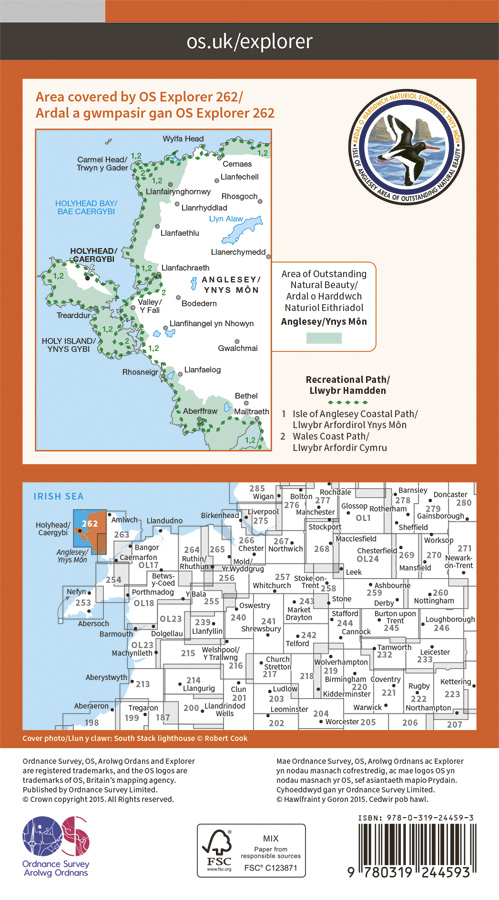 os.uk/explorer
Area covered by OS Explorer 262/
Ardal a gwmpasir gan OS Explorer 262
ARDAL O HARDDWCH NATURIOL EITHRIADOL YNYS MÔN
ISLE OF ANGLESEY AREA OF OUTSTANDING NATURAL BEAUTY
Wylfa Head
Carmel Head/
Trwyn y Gader
1,2
1,2
Cemaes
Llanfechell
Llanfairynghornwy
Rhosgoch
Llanrhyddlad
HOLYHEAD BAY/
BAE CAERGYBI
Llyn Alaw
Llanfaethlu
HOLYHEAD/
CAERGYBI
Llanerchymedd
1,2
1,2
Llanfachraeth
ANGLESEY/
YNYS MÔN
2
Valley/
Y Fali
Bodedern
Trearddur
1,2
Llanfihangel yn Nhowyn
HOLY ISLAND/
YNYS GYBI
1,2
Gwalchmai
Rhosneigr
Llanfaelog
Bethel
Aberffraw
Malltraeth
1,2
Area of Outstanding
Natural Beauty/
Ardal o Harddwch
Naturiol Eithriadol
Anglesey/Ynys Môn
Recreational Path/
Llwybr Hamdden
1 Isle of Anglesey Coastal Path/
Llwybr Arfordirol Ynys Môn
2 Wales Coast Path/
Llwybr Arfordir Cymru
IRISH SEA
285
Wigan
Bolton
276
Rochdale
277
Manchester
Glossop
OL1
Barnsley
278
Rotherham
279
Doncaster
280
Gainsborough
Sheffield
Holyhead/
Caergybi
262
Amlwch
Llandudno
Birkenhead
Liverpool
275
Stockport
Anglesey/
Ynys Môn
263
Bangor
Caernarfon
OL17
264
Ruthin/
Rhuthun
265
Mold/
Yr Wyddgrug
266
Chester
267
Northwich
268
Macclesfield
Chesterfield
OL24
Worksop
269
270
Mansfield
271
Newark-
on-Trent
254
Betws-
y-Coed
256
257
Whitchurch
Stoke-on-
Trent
258
Leek
Ashbourne
259
Derby
260
Nottingham
Nefyn
253
Porthmadog
OL18
Y Bala
255
Oswestry
240
243
Market
Drayton
Stone
Stafford
244
Cannock
Burton upon
Trent
245
Loughborough
246
Abersoch
Barmouth
OL23
Dolgellau
239
Llanfyllin
241
Shrewsbury
242
Telford
Tamworth
232
Leicester
233
OL23
Machynlleth
215
Welshpool/
Y Trallwng
216
Church
Stretton
217
218
Wolverhampton
219
Birmingham
220
Kidderminster
Coventry
221
Rugby
222
Kettering
223
Aberystwyth
213
214
Llangurig
Clun
201
Ludlow
203
Leominster
202
204
Worcester
Warwick
205
206
Northampton
207
Aberaeron
198
Tregaron
199
187
200
Llandrindod
Wells
Cover photo/Llun y clawr: South Stack lighthouse © Robert Cook
Ordnance Survey, OS, Arolwg Ordans and Explorer
are registered trademarks, and the OS logos are
trademarks of OS, Britain's mapping agency.
Published by Ordnance Survey Limited.
© Crown copyright 2015. All Rights reserved.
Mae Ordnance Survey, OS, Arolwg Ordnans ac Explorer
yn nodau masnach cofrestredig, ac mae logos OS yn
nodau masnach yr OS, sef asiantaeth mapio Prydain.
Cyhoeddwyd gan yr Ordnance Survey Limited.
© Hawlfraint y Goron 2015. Cedwir pob hawl.
Ordnance Survey
Arolwg Ordnans
FSC
www.fsc.org
MIX
Paper from
responsible sources
FSC® C123871
ISBN: 978-0-319-24459-3
9 780319 244593